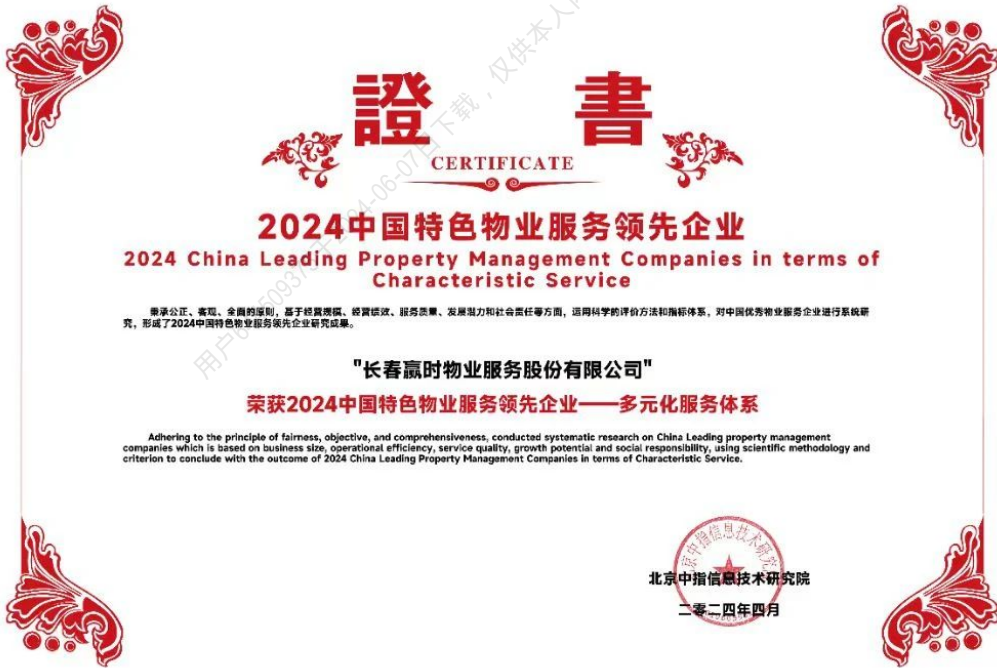 證 書
CERTIFICATE
2024中国特色物业服务领先企业
2024 China Leading Property Management Companies in terms of
Characteristic Service
秉承公正、客观、全面的原则,基于经营规模、经营绩效、服务质量、发展潜力和社会责任等方面,运用科学的评价方法和指标体系,对中国优秀物业服务企业进行系统研
究,形成了2024中国特色物业服务领先企业研究成果。
"长春赢时物业服务股份有限公司"
荣获2024中国特色物业服务领先企业——多元化服务体系
Adhering to the principle of fairness, objective, and comprehensiveness, conducted systematic research on China Leading property management
companies which is based on business size, operational efficiency, service quality, growth potential and social responsibility, using scientific methodology and
criterion to conclude with the outcome of 2024 China Leading Property Management Companies in terms of Characteristic Service.
北京中指信息技术研究院
二零二四年四月